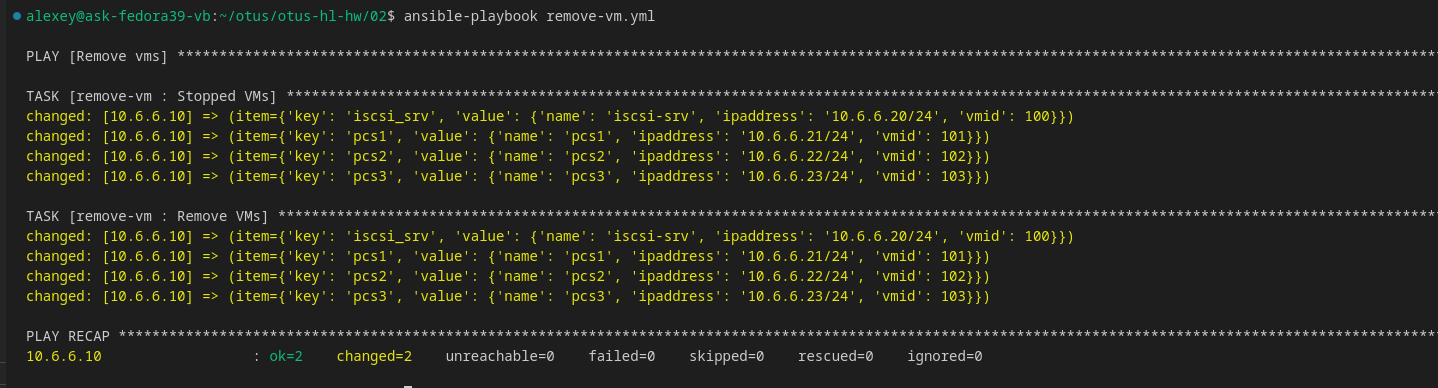 alexey@ask-fedora39-vb:~/otus/otus-hl-hw/02$ ansible-playbook remove-vm.yml
PLAY [Remove vms] ******************************************************************************************************************************************************
TASK [remove-vm : Stopped VMs] *****************************************************************************************************************************************
changed: [10.6.6.10] => (item={'key': 'iscsi_srv', 'value': {'name': 'iscsi-srv', 'ipaddress': '10.6.6.20/24', 'vmid': 100}})
changed: [10.6.6.10] => (item={'key': 'pcs1', 'value': {'name': 'pcs1', 'ipaddress': '10.6.6.21/24', 'vmid': 101}})
changed: [10.6.6.10] => (item={'key': 'pcs2', 'value': {'name': 'pcs2', 'ipaddress': '10.6.6.22/24', 'vmid': 102}})
changed: [10.6.6.10] => (item={'key': 'pcs3', 'value': {'name': 'pcs3', 'ipaddress': '10.6.6.23/24', 'vmid': 103}})
TASK [remove-vm : Remove VMs] ******************************************************************************************************************************************
changed: [10.6.6.10] => (item={'key': 'iscsi_srv', 'value': {'name': 'iscsi-srv', 'ipaddress': '10.6.6.20/24', 'vmid': 100}})
changed: [10.6.6.10] => (item={'key': 'pcs1', 'value': {'name': 'pcs1', 'ipaddress': '10.6.6.21/24', 'vmid': 101}})
changed: [10.6.6.10] => (item={'key': 'pcs2', 'value': {'name': 'pcs2', 'ipaddress': '10.6.6.22/24', 'vmid': 102}})
changed: [10.6.6.10] => (item={'key': 'pcs3', 'value': {'name': 'pcs3', 'ipaddress': '10.6.6.23/24', 'vmid': 103}})
PLAY RECAP *************************************************************************************************************************************************************
10.6.6.10                  : ok=2    changed=2    unreachable=0    failed=0    skipped=0    rescued=0    ignored=0